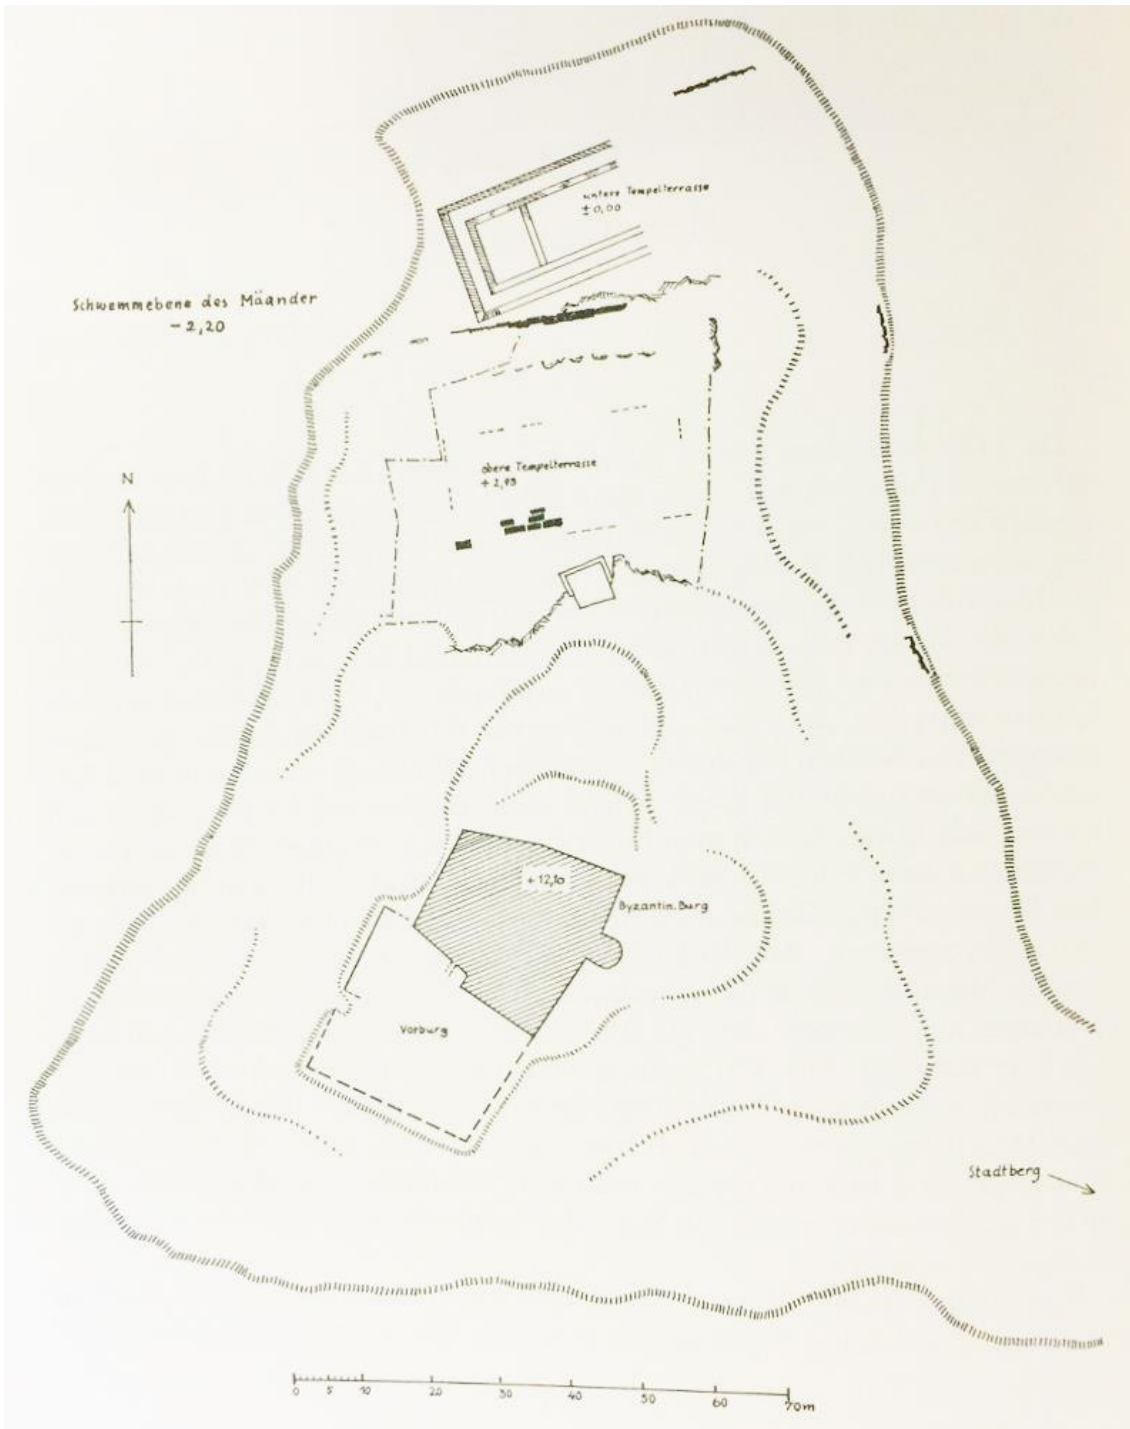 untere Tempelterrasse
± 0,00
Schwemmebene des Mäander
– 2,20
N
obere Tempelterrasse
+ 2,95
+ 12,10
Byzantin. Burg
Vorburg
Stadtberg
0 5 10 20 30 40 50 60 70m